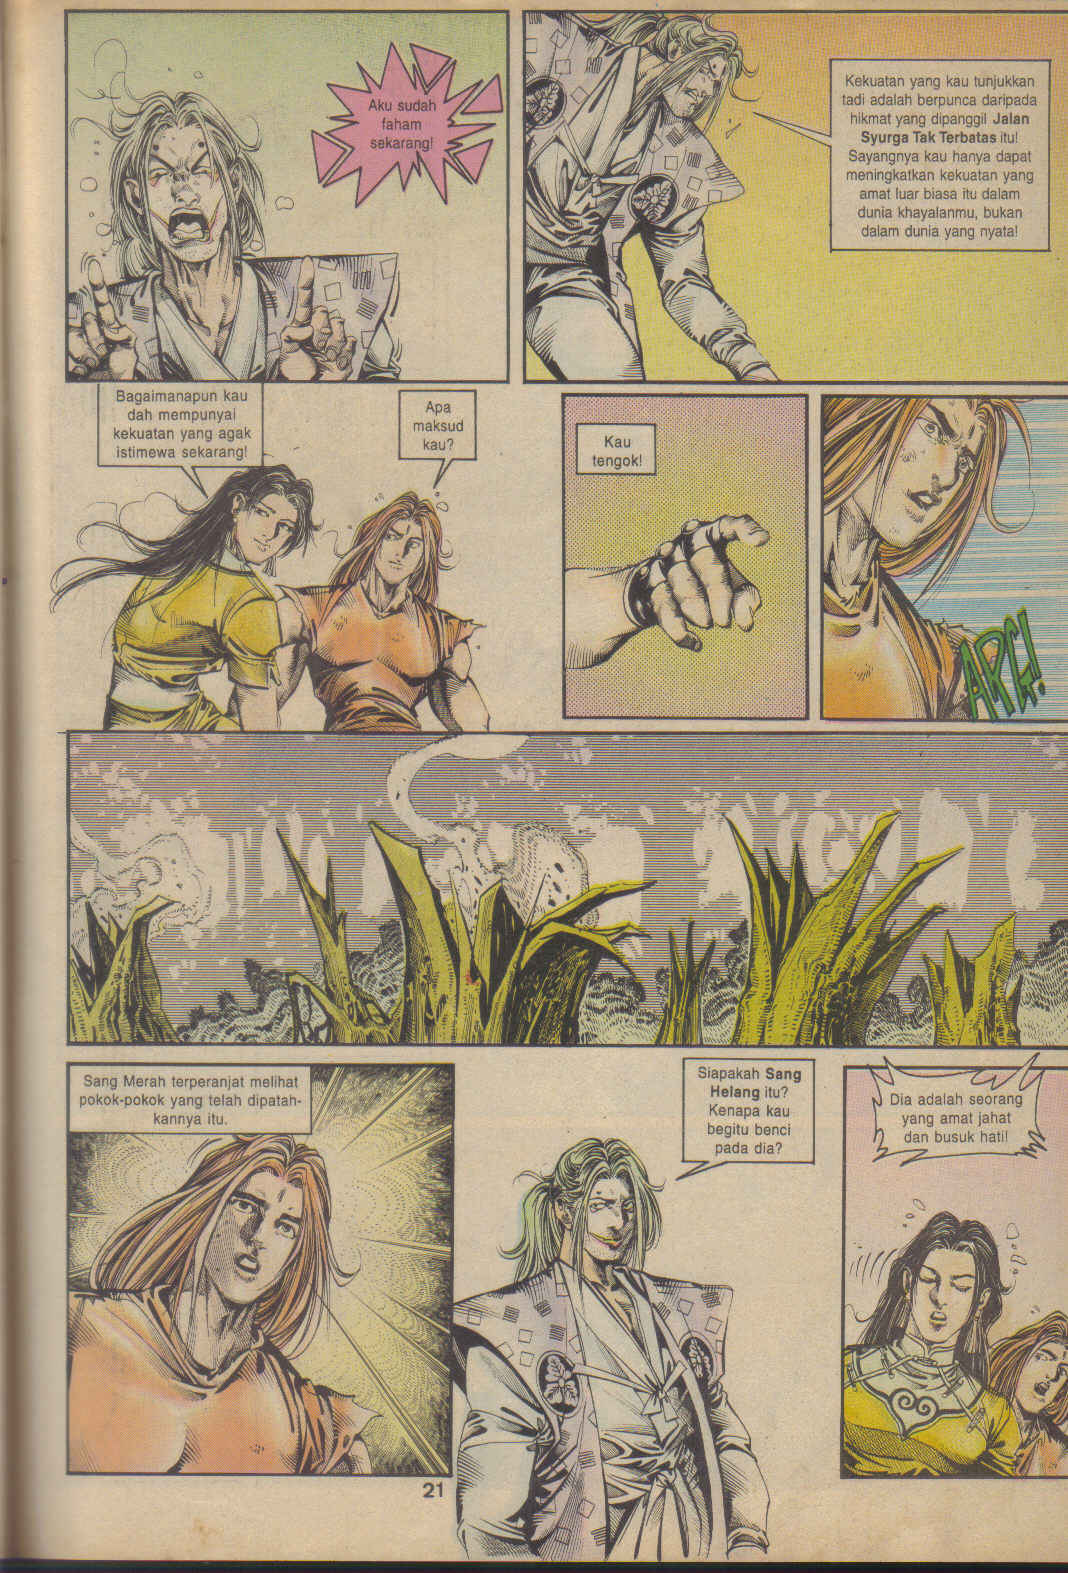 Aku sudah
faham
sekarang!
Kekuatan yang kau tunjukkan
tadi adalah berpunca daripada
hikmat yang dipanggil Jalan
Syurga Tak Terbatas itu!
Sayangnya kau hanya dapat
meningkatkan kekuatan yang
amat luar biasa itu dalam
dunia khayalanmu, bukan
dalam dunia yang nyata!
Bagaimanapun kau
dah mempunyai
kekuatan yang agak
istimewa sekarang!
Apa
maksud
kau?
Kau
tengok!
ARGH!
Sang Merah terperanjat melihat
pokok-pokok yang telah dipatah-
kannya itu.
Siapakah Sang
Helang itu?
Kenapa kau
begitu benci
pada dia?
Dia adalah seorang
yang amat jahat
dan busuk hati!
21